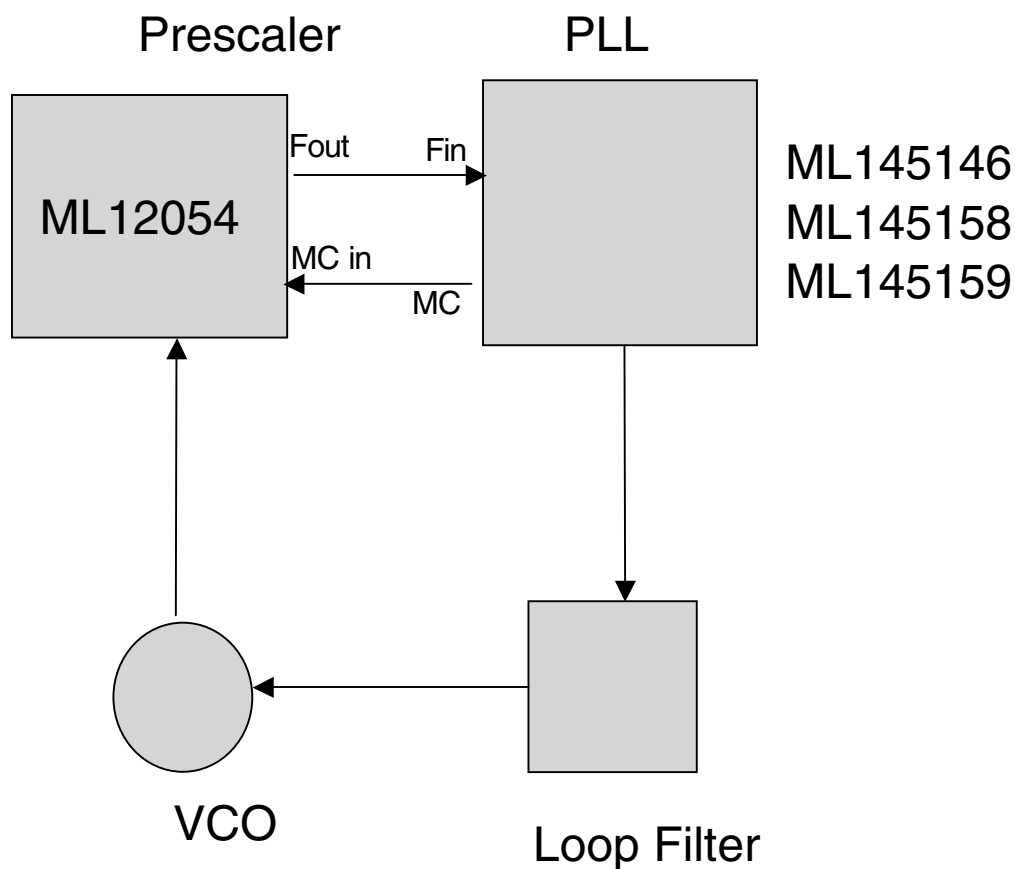 Prescaler
PLL
Fout
Fin
ML12054
MC in
MC
ML145146
ML145158
ML145159
VCO
Loop Filter